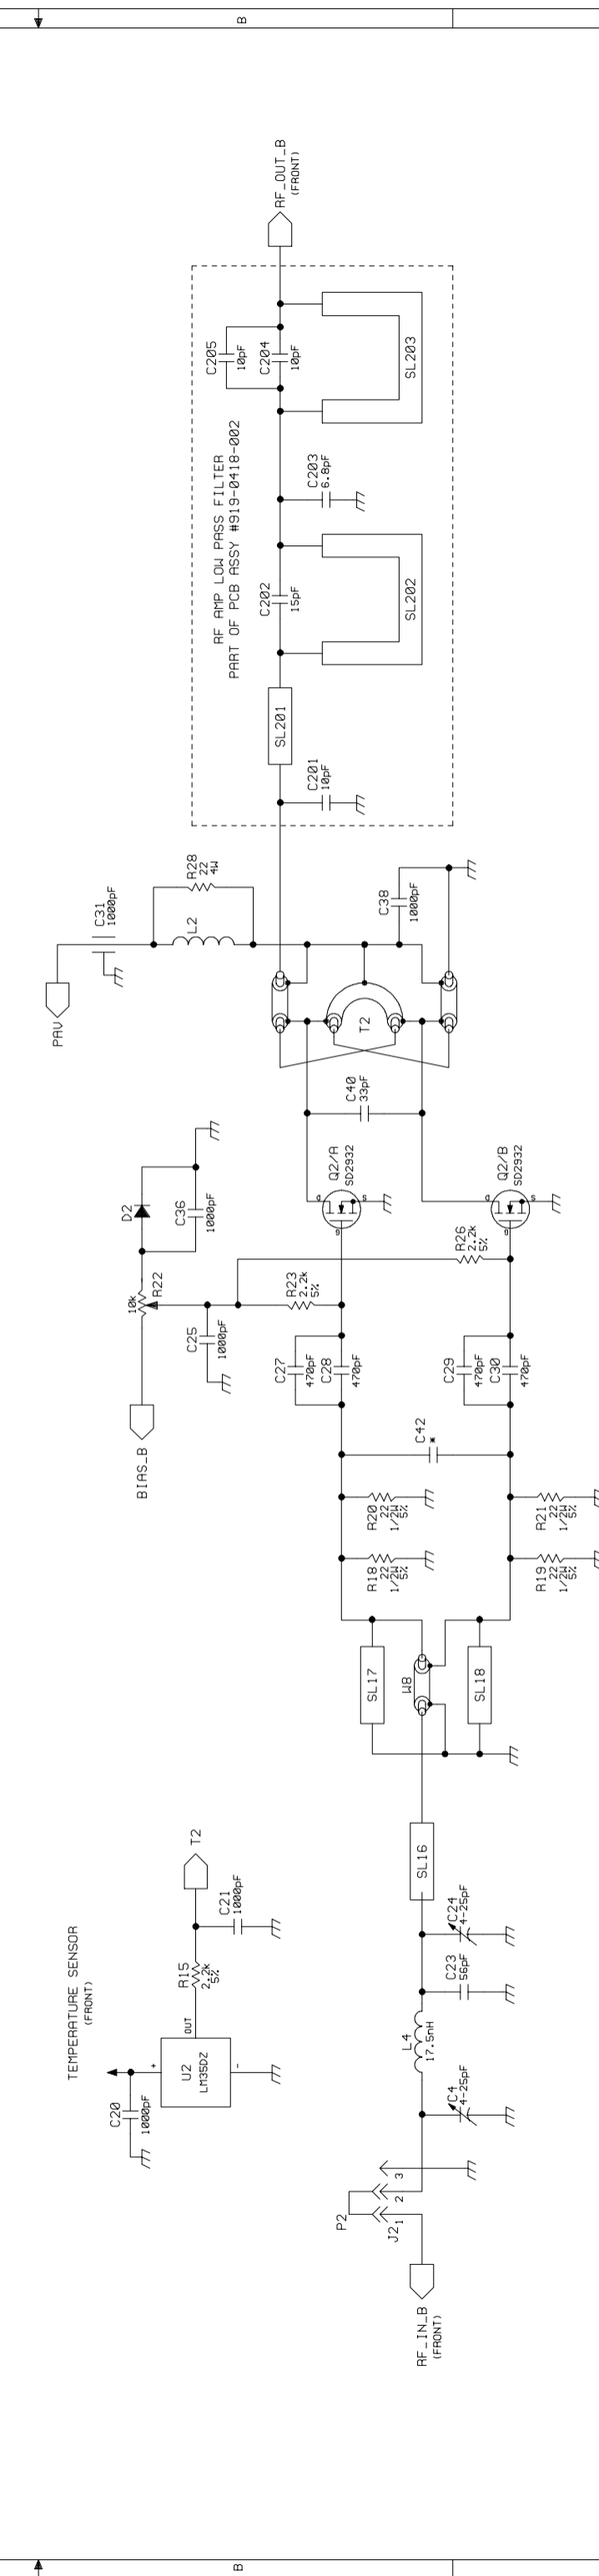 B
RF_OUT_B
(FRONT)
C205
10pF
C204
10pF
SL203
RF AMP LOW PASS FILTER
PART OF PCB ASSY #919-0418-002
C203
6.8pF
C202
15pF
SL202
SL201
C201
10pF
C31
1000pF
R28
22
4W
L2
C38
1000pF
PAV
T2
C40
33pF
D2
C36
1000pF
Q2/A
SD2932
D
S
G
Q2/B
SD2932
D
S
G
10k
R22
R26
2.2k
5%
R23
2.2k
5%
C25
1000pF
C27
470pF
C28
470pF
C29
470pF
C30
470pF
BIAS_B
C42
*
R20
22
1/2W
5%
R21
22
1/2W
5%
R18
22
1/2W
5%
R19
22
1/2W
5%
SL17
W8
SL18
SL16
T2
C21
1000pF
R15
2.2k
5%
TEMPERATURE SENSOR
(FRONT)
OUT
+
U2
LM35DZ
-
C20
1000pF
C24
4-25pF
C23
56pF
L4
17.5nH
C4
4-25pF
P2
3
2
J2
1
RF_IN_B
(FRONT)
B